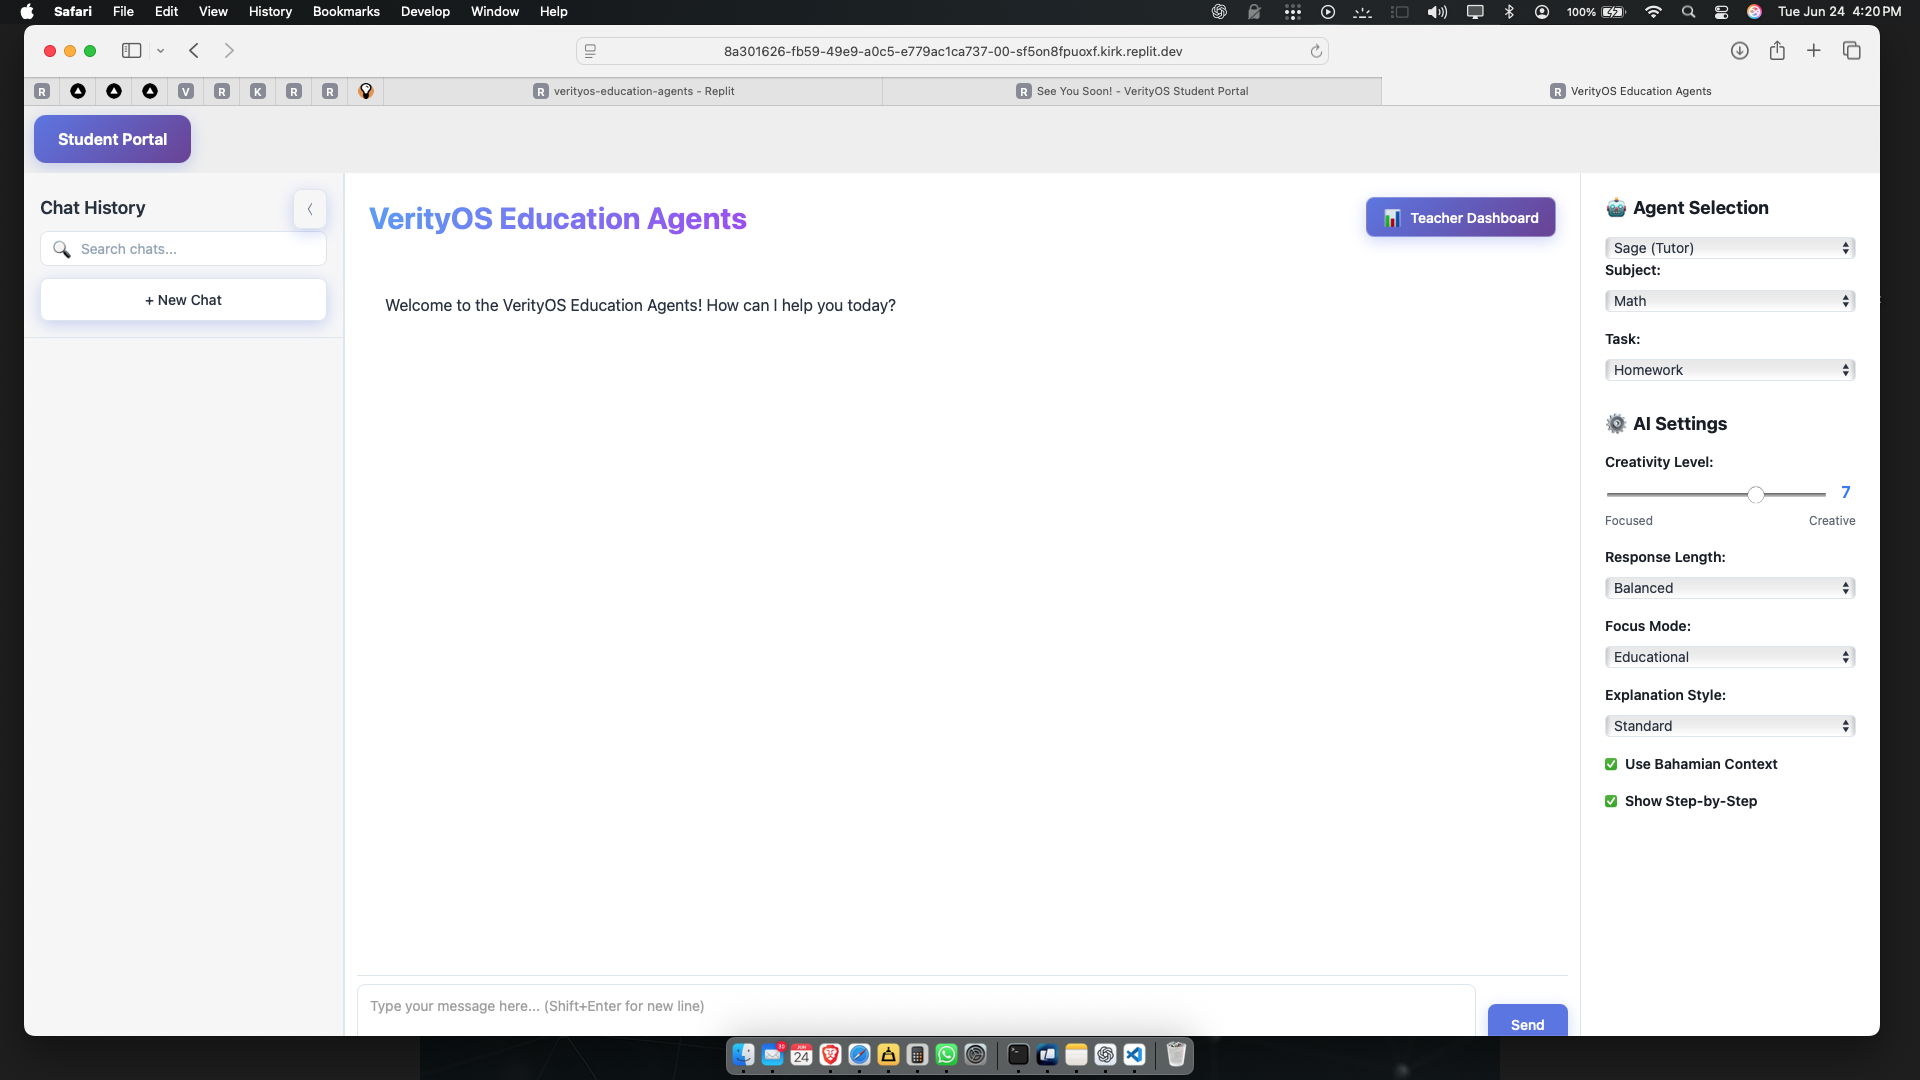 Safari File Edit View History Bookmarks Develop Window Help 100% Tue Jun 24 4:20 PM
8a301626-fb59-49e9-a0c5-e779ac1ca737-00-sf5on8fpuoxf.kirk.replit.dev
R V R K R R R verityos-education-agents - Replit R See You Soon! - VerityOS Student Portal R VerityOS Education Agents
Student Portal
Chat History
Search chats...
+ New Chat
VerityOS Education Agents
Teacher Dashboard
Welcome to the VerityOS Education Agents! How can I help you today?
Type your message here... (Shift+Enter for new line)
Send
Agent Selection
Sage (Tutor)
Subject:
Math
Task:
Homework
AI Settings
Creativity Level:
7
Focused Creative
Response Length:
Balanced
Focus Mode:
Educational
Explanation Style:
Standard
Use Bahamian Context
Show Step-by-Step
24